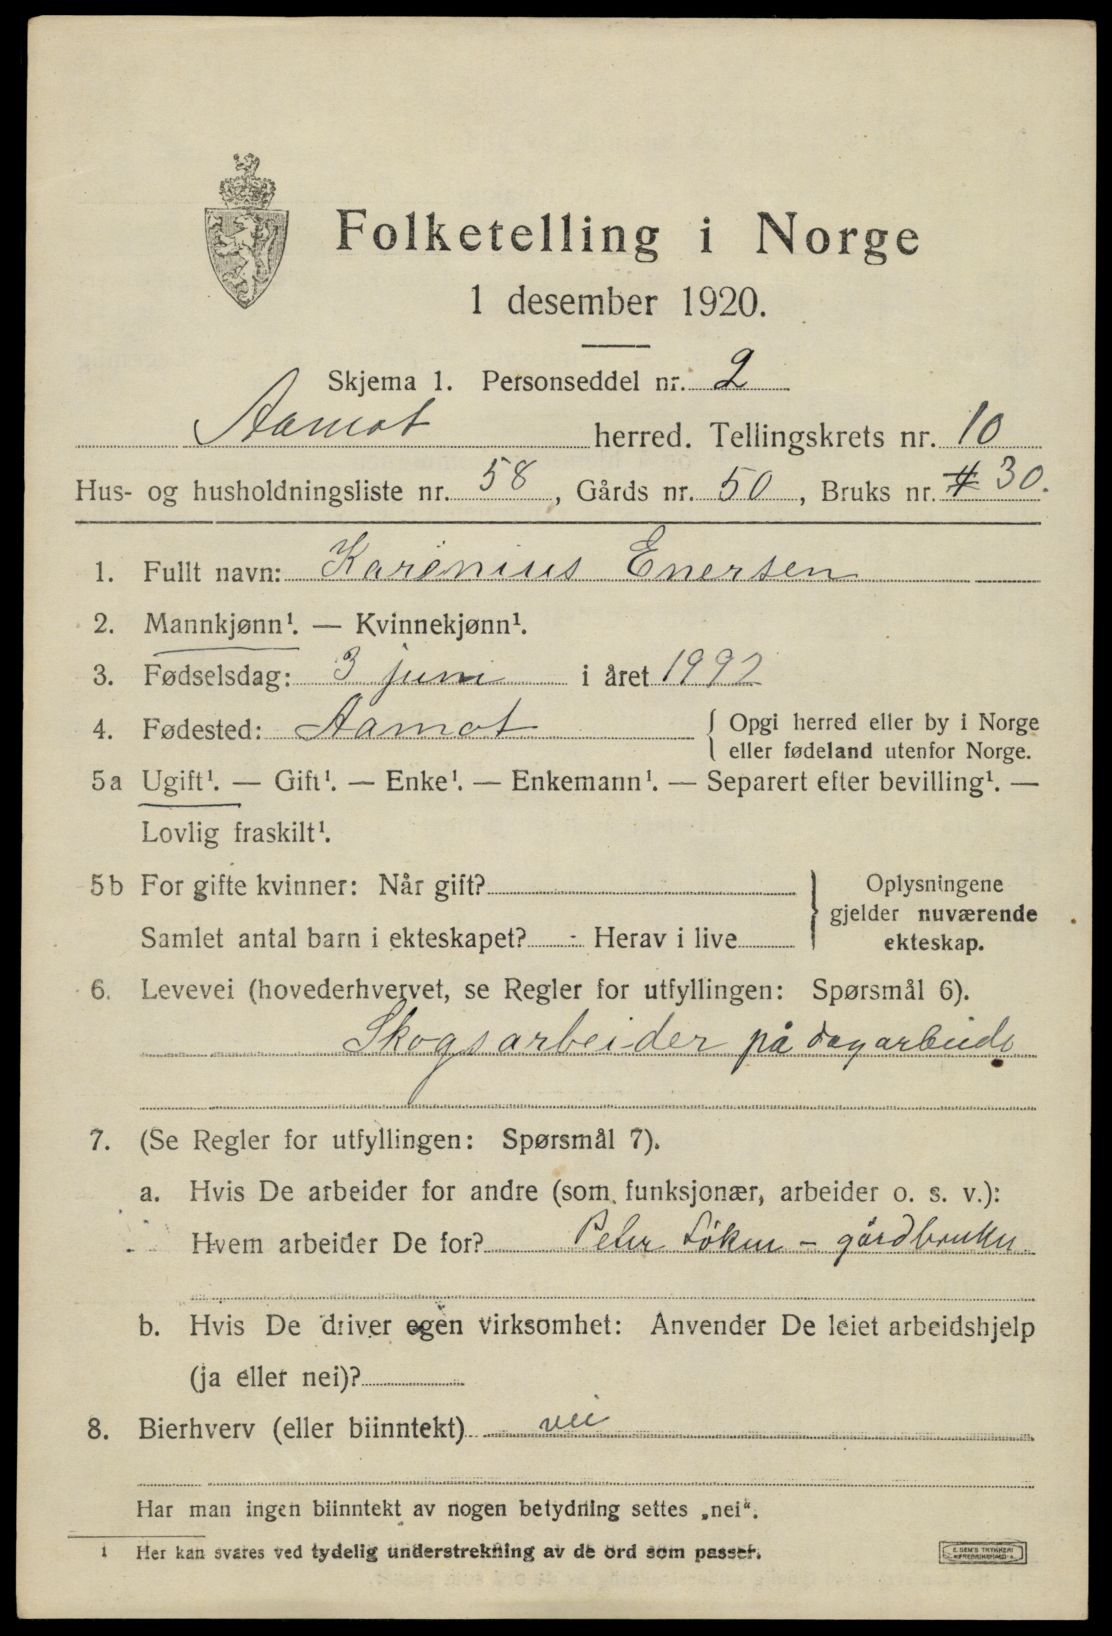 Folketelling i Norge
1 desember 1920.
Skjema 1. Personseddel nr. 2
Aamot herred. Tellingskrets nr. 10
Hus- og husholdningsliste nr. 58, Gårds nr. 50, Bruks nr. 30.
1. Fullt navn: Karenius Enersen
2. Mannkjønn¹. — Kvinnekjønn¹.
3. Fødselsdag: 3 juni i året 1992
4. Fødested: Aamot { Opgi herred eller by i Norge
eller fødeland utenfor Norge.
5a Ugift¹. — Gift¹. — Enke¹. — Enkemann¹. — Separert efter bevilling¹. —
Lovlig fraskilt¹.
5b For gifte kvinner: Når gift?
Samlet antal barn i ekteskapet? - Herav i live
} Oplysningene
gjelder nuværende
ekteskap.
6. Levevei (hovederhvervet, se Regler for utfyllingen: Spørsmål 6).
Skogsarbeider på dagarbeide
7. (Se Regler for utfyllingen: Spørsmål 7).
a. Hvis De arbeider for andre (som funksjonær, arbeider o. s. v.):
Hvem arbeider De for? Peter Løken – gårdbruker
b. Hvis De driver egen virksomhet: Anvender De leiet arbeidshjelp
(ja eller nei)?
8. Bierhverv (eller biinntekt) nei
Har man ingen biinntekt av nogen betydning settes „nei“.
1 Her kan svares ved tydelig understrekning av de ord som passer.